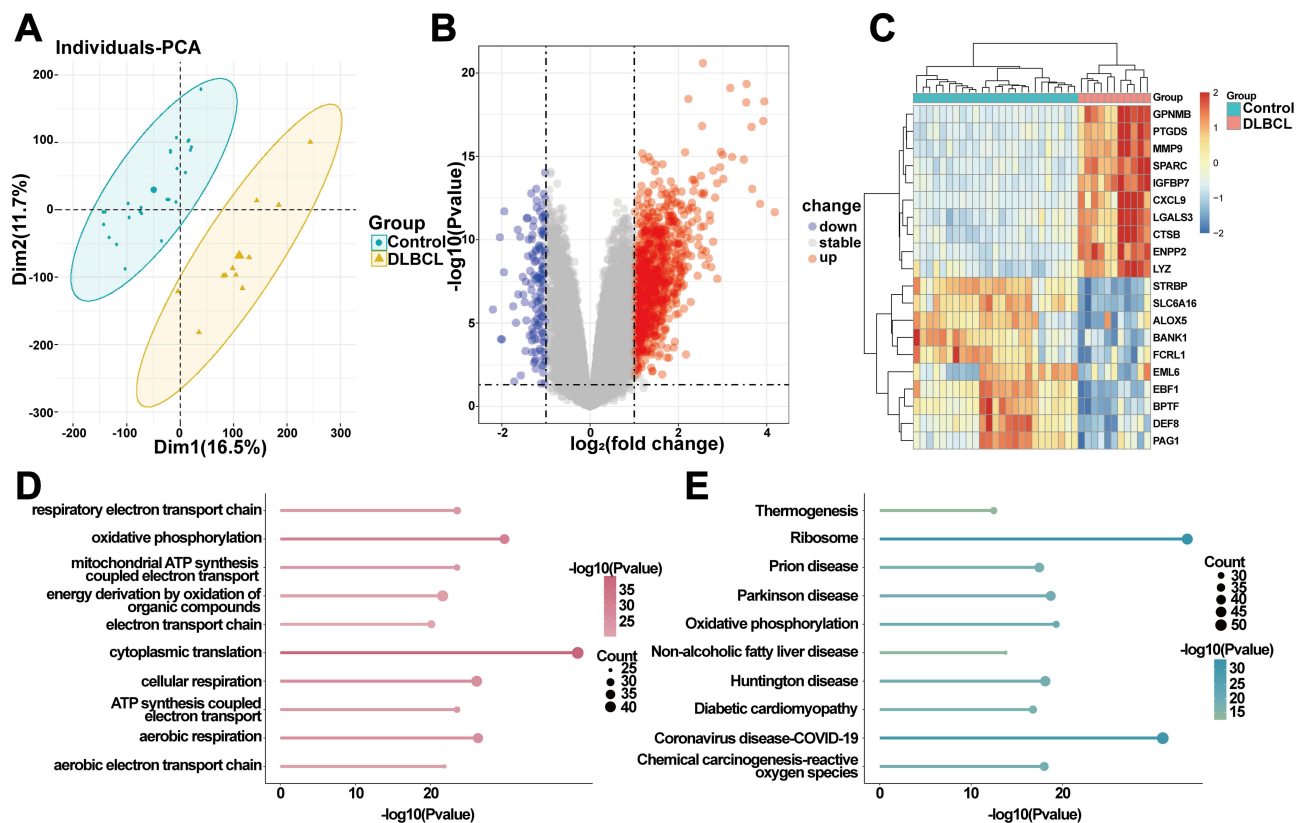 A
Individuals-PCA
200
100
0
-100
-200
-300
-200
-100
0
100
200
300
Dim2(11.7%)
Dim1(16.5%)
Group
Control
DLBCL
B
20
15
10
5
0
-2
0
2
4
-log10(Pvalue)
log₂(fold change)
change
down
stable
up
C
Group
GPNMB
PTGDS
MMP9
SPARC
IGFBP7
CXCL9
LGALS3
CTSB
ENPP2
LYZ
STRBP
SLC6A16
ALOX5
BANK1
FCRL1
EML6
EBF1
BPTF
DEF8
PAG1
2
1
0
−1
−2
Group
Control
DLBCL
D
respiratory electron transport chain
oxidative phosphorylation
mitochondrial ATP synthesis
coupled electron transport
energy derivation by oxidation of
organic compounds
electron transport chain
cytoplasmic translation
cellular respiration
ATP synthesis coupled
electron transport
aerobic respiration
aerobic electron transport chain
0
10
20
-log10(Pvalue)
-log10(Pvalue)
35
30
25
Count
25
30
35
40
E
Thermogenesis
Ribosome
Prion disease
Parkinson disease
Oxidative phosphorylation
Non-alcoholic fatty liver disease
Huntington disease
Diabetic cardiomyopathy
Coronavirus disease-COVID-19
Chemical carcinogenesis-reactive
oxygen species
0
10
20
-log10(Pvalue)
Count
30
35
40
45
50
-log10(Pvalue)
30
25
20
15